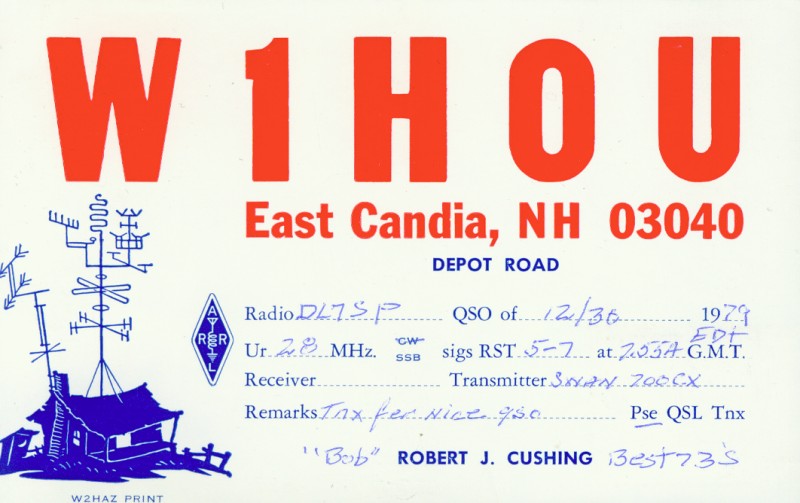 W1HOU
East Candia, NH 03040
DEPOT ROAD
Radio DL7SP QSO of 12/30 1979
Ur 28 MHz. CW SSB sigs RST 5-7 at 755A EDT G.M.T.
ARRL
Receiver Transmitter SWAN 700CX
Remarks Tnx fer nice qso Pse QSL Tnx
"Bob" ROBERT J. CUSHING Best 73's
W2HAZ PRINT